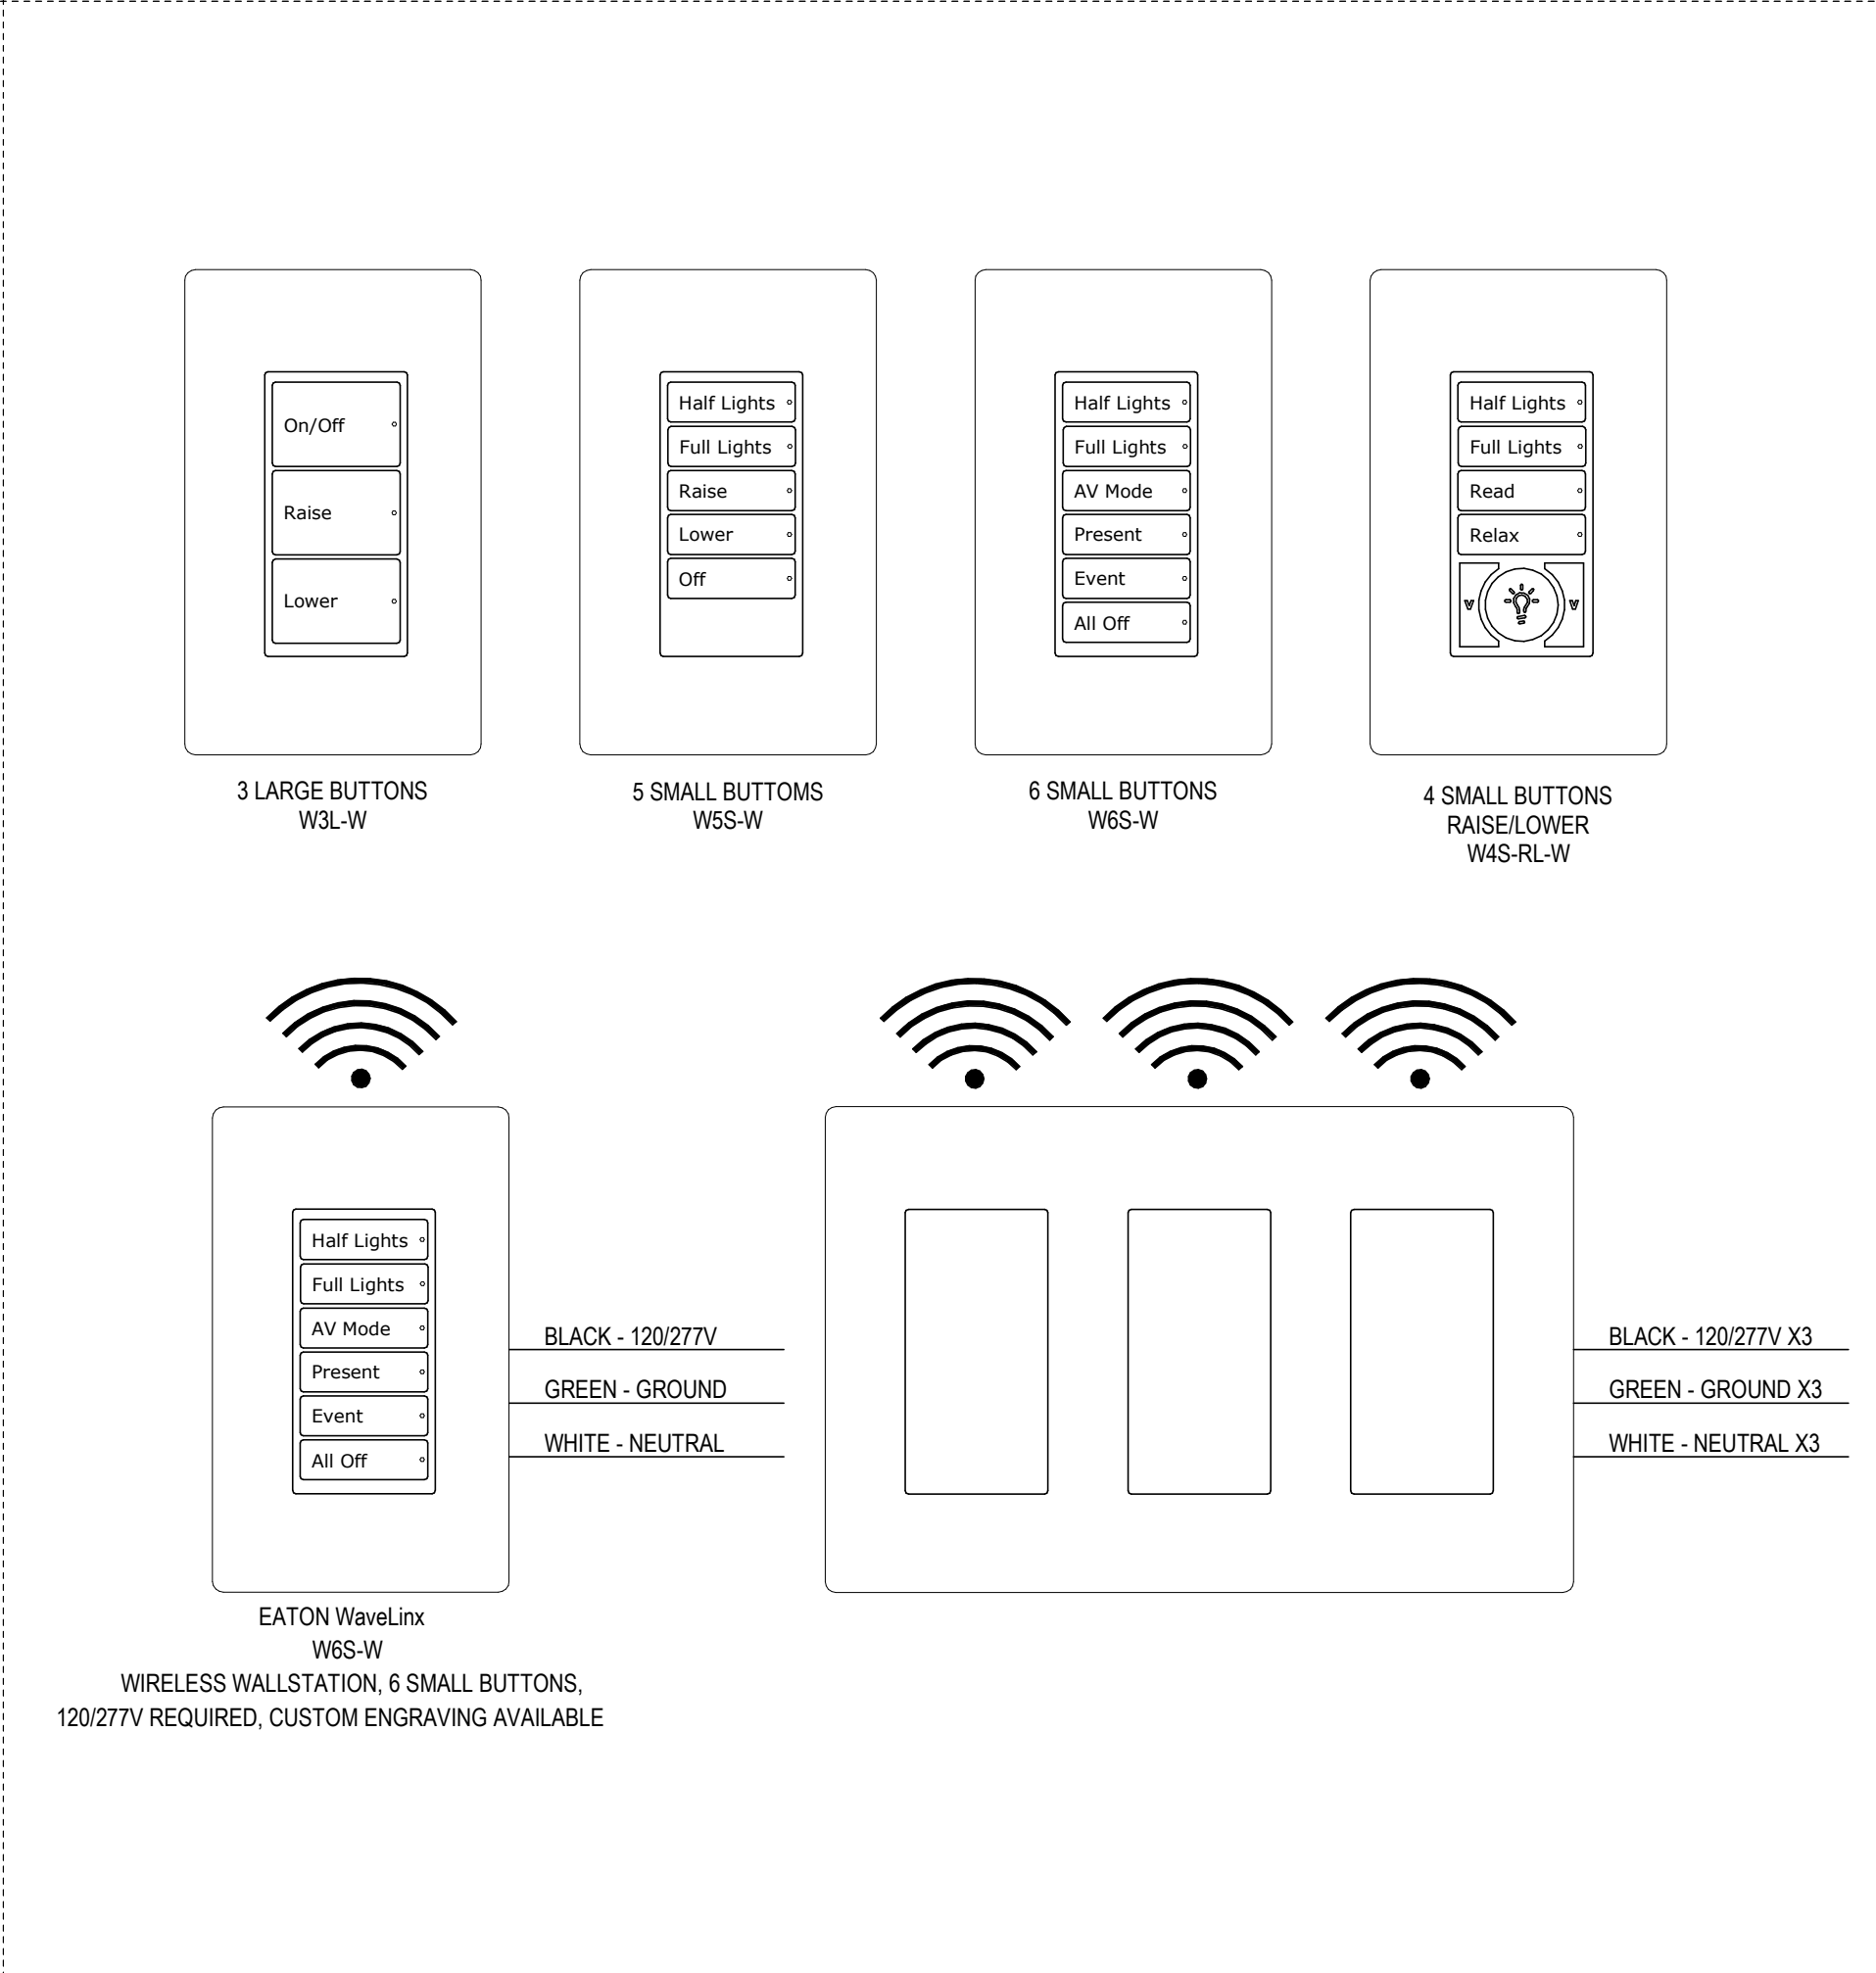 On/Off
Raise
Lower
3 LARGE BUTTONS
W3L-W
Half Lights
Full Lights
Raise
Lower
Off
5 SMALL BUTTOMS
W5S-W
Half Lights
Full Lights
AV Mode
Present
Event
All Off
6 SMALL BUTTONS
W6S-W
Half Lights
Full Lights
Read
Relax
V V
4 SMALL BUTTONS
RAISE/LOWER
W4S-RL-W
Half Lights
Full Lights
AV Mode
Present
Event
All Off
BLACK - 120/277V
GREEN - GROUND
WHITE - NEUTRAL
EATON WaveLinx
W6S-W
WIRELESS WALLSTATION, 6 SMALL BUTTONS,
120/277V REQUIRED, CUSTOM ENGRAVING AVAILABLE
BLACK - 120/277V X3
GREEN - GROUND X3
WHITE - NEUTRAL X3